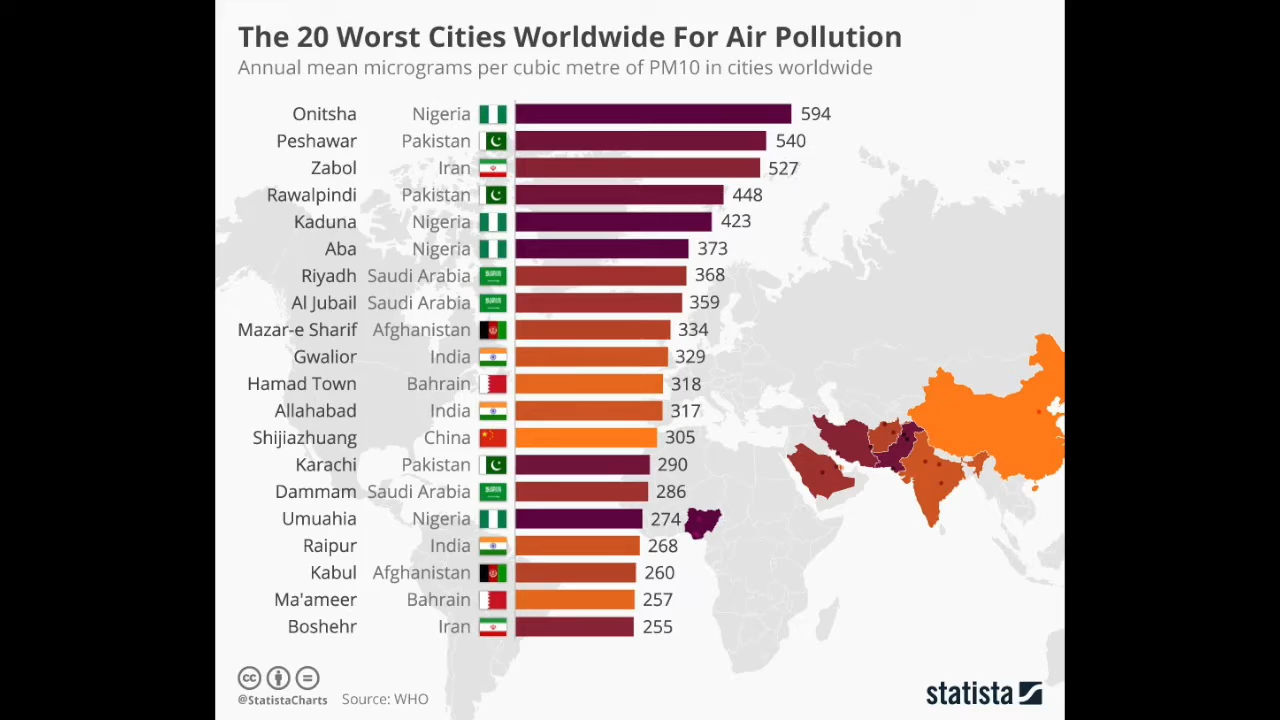 The 20 Worst Cities Worldwide For Air Pollution
Annual mean micrograms per cubic metre of PM10 in cities worldwide
Onitsha Nigeria 594
Peshawar Pakistan 540
Zabol Iran 527
Rawalpindi Pakistan 448
Kaduna Nigeria 423
Aba Nigeria 373
Riyadh Saudi Arabia 368
Al Jubail Saudi Arabia 359
Mazar-e Sharif Afghanistan 334
Gwalior India 329
Hamad Town Bahrain 318
Allahabad India 317
Shijiazhuang China 305
Karachi Pakistan 290
Dammam Saudi Arabia 286
Umuahia Nigeria 274
Raipur India 268
Kabul Afghanistan 260
Ma'ameer Bahrain 257
Boshehr Iran 255
cc
@StatistaCharts Source: WHO
statista